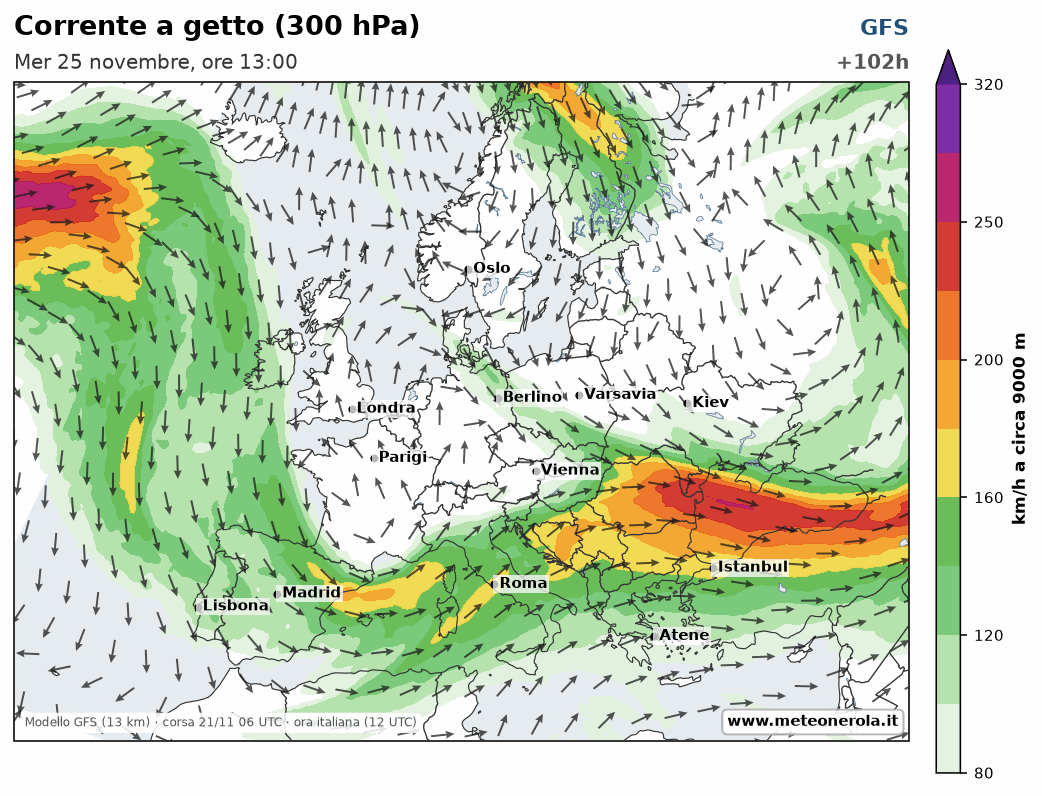 Corrente a getto (300 hPa)
GFS
Mer 25 novembre, ore 13:00
+102h
320
250
200
160
120
80
km/h a circa 9000 m
Oslo
Berlino
Varsavia
Kiev
Londra
Parigi
Vienna
Istanbul
Roma
Madrid
Lisbona
Atene
Modello GFS (13 km) · corsa 21/11 06 UTC · ora italiana (12 UTC)
www.meteonerola.it